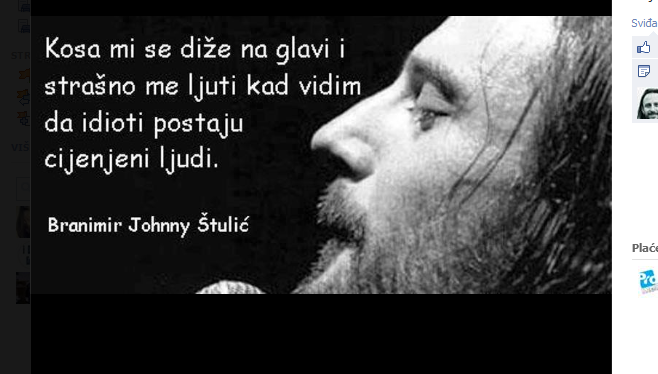 Kosa mi se diže na glavi i
strašno me ljuti kad vidim
da idioti postaju
cijenjeni ljudi.
Branimir Johnny Štulić
Sviđa